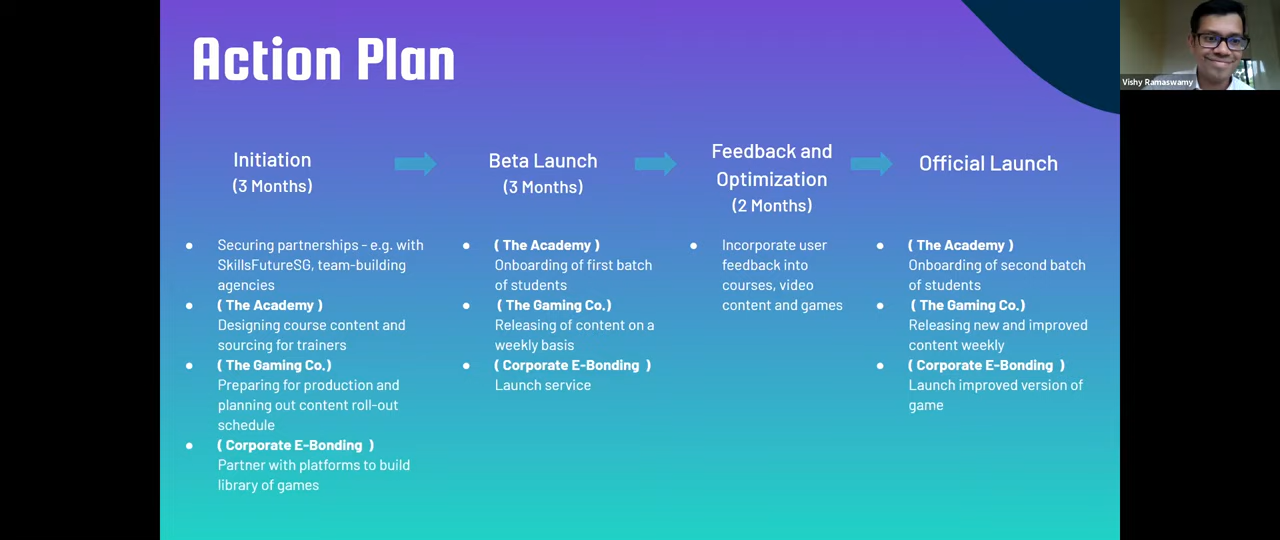 Action Plan
Vishy Ramaswamy
Initiation
(3 Months)
● Securing partnerships - e.g. with
SkillsFutureSG, team-building
agencies
● ( The Academy )
Designing course content and
sourcing for trainers
● ( The Gaming Co.)
Preparing for production and
planning out content roll-out
schedule
● ( Corporate E-Bonding )
Partner with platforms to build
library of games
Beta Launch
(3 Months)
● ( The Academy )
Onboarding of first batch
of students
● ( The Gaming Co.)
Releasing of content on a
weekly basis
● ( Corporate E-Bonding )
Launch service
Feedback and
Optimization
(2 Months)
● Incorporate user
feedback into
courses, video
content and games
Official Launch
● ( The Academy )
Onboarding of second batch
of students
● ( The Gaming Co.)
Releasing new and improved
content weekly
● ( Corporate E-Bonding )
Launch improved version of
game